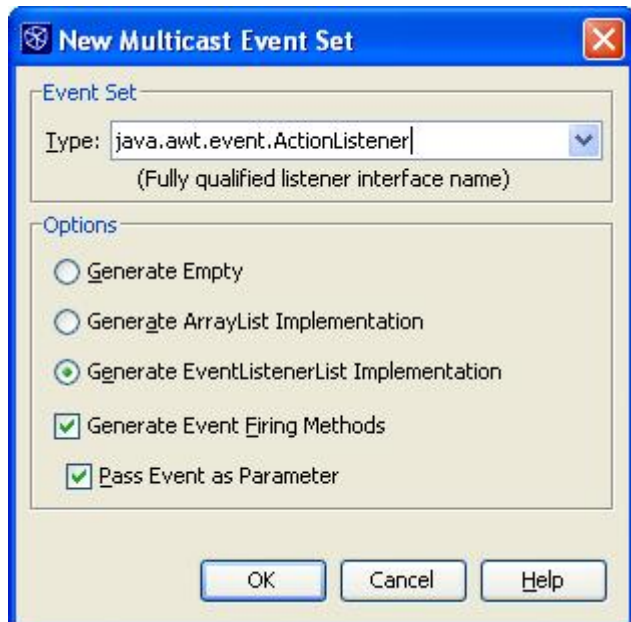 New Multicast Event Set
Event Set
Type: java.awt.event.ActionListener
(Fully qualified listener interface name)
Options
Generate Empty
Generate ArrayList Implementation
Generate EventListenerList Implementation
Generate Event Firing Methods
Pass Event as Parameter
OK Cancel Help